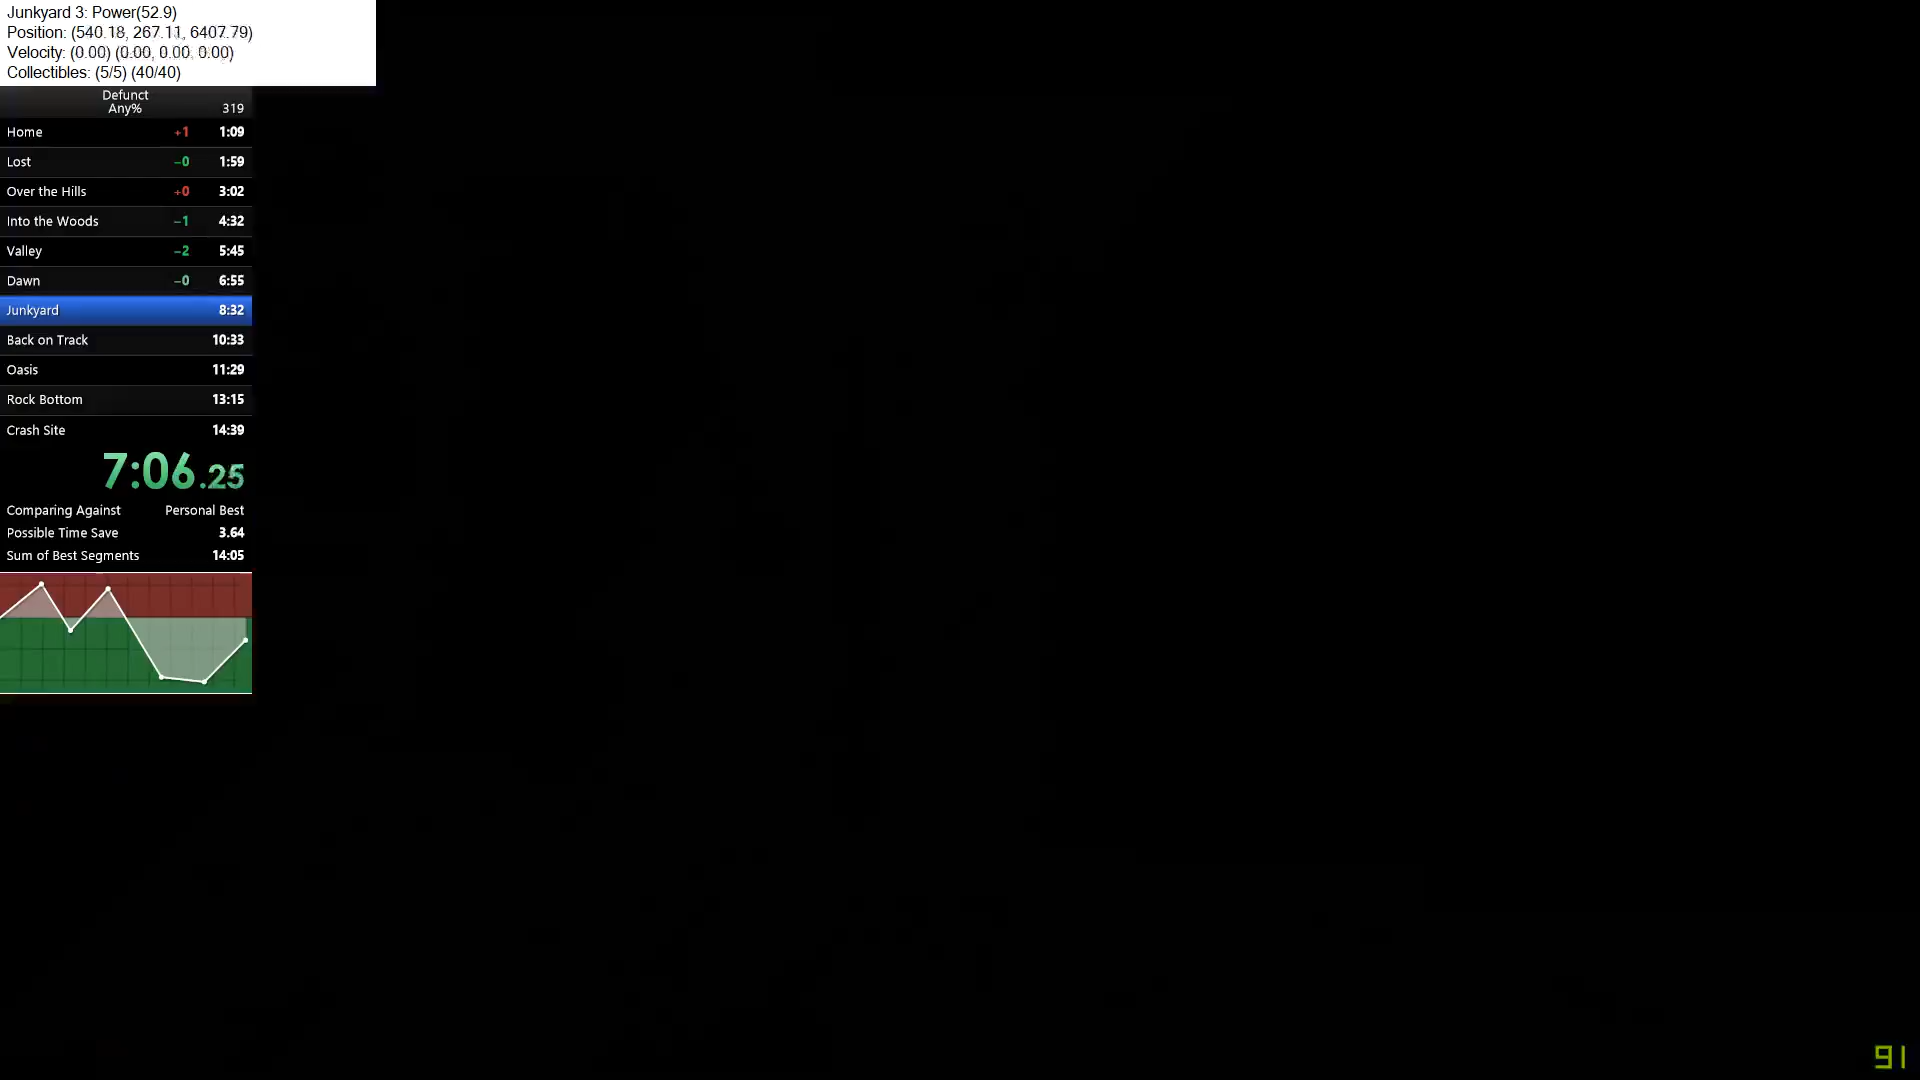 Junkyard 3: Power(52.9)
Position: (540.18, 267.11, 6407.79)
Velocity: (0.00) (0.00, 0.00, 0.00)
Collectibles: (5/5) (40/40)
Defunct
Any% 319
Home +1 1:09
Lost −0 1:59
Over the Hills +0 3:02
Into the Woods −1 4:32
Valley −2 5:45
Dawn −0 6:55
Junkyard 8:32
Back on Track 10:33
Oasis 11:29
Rock Bottom 13:15
Crash Site 14:39
7:06.25
Comparing Against Personal Best
Possible Time Save 3.64
Sum of Best Segments 14:05
91